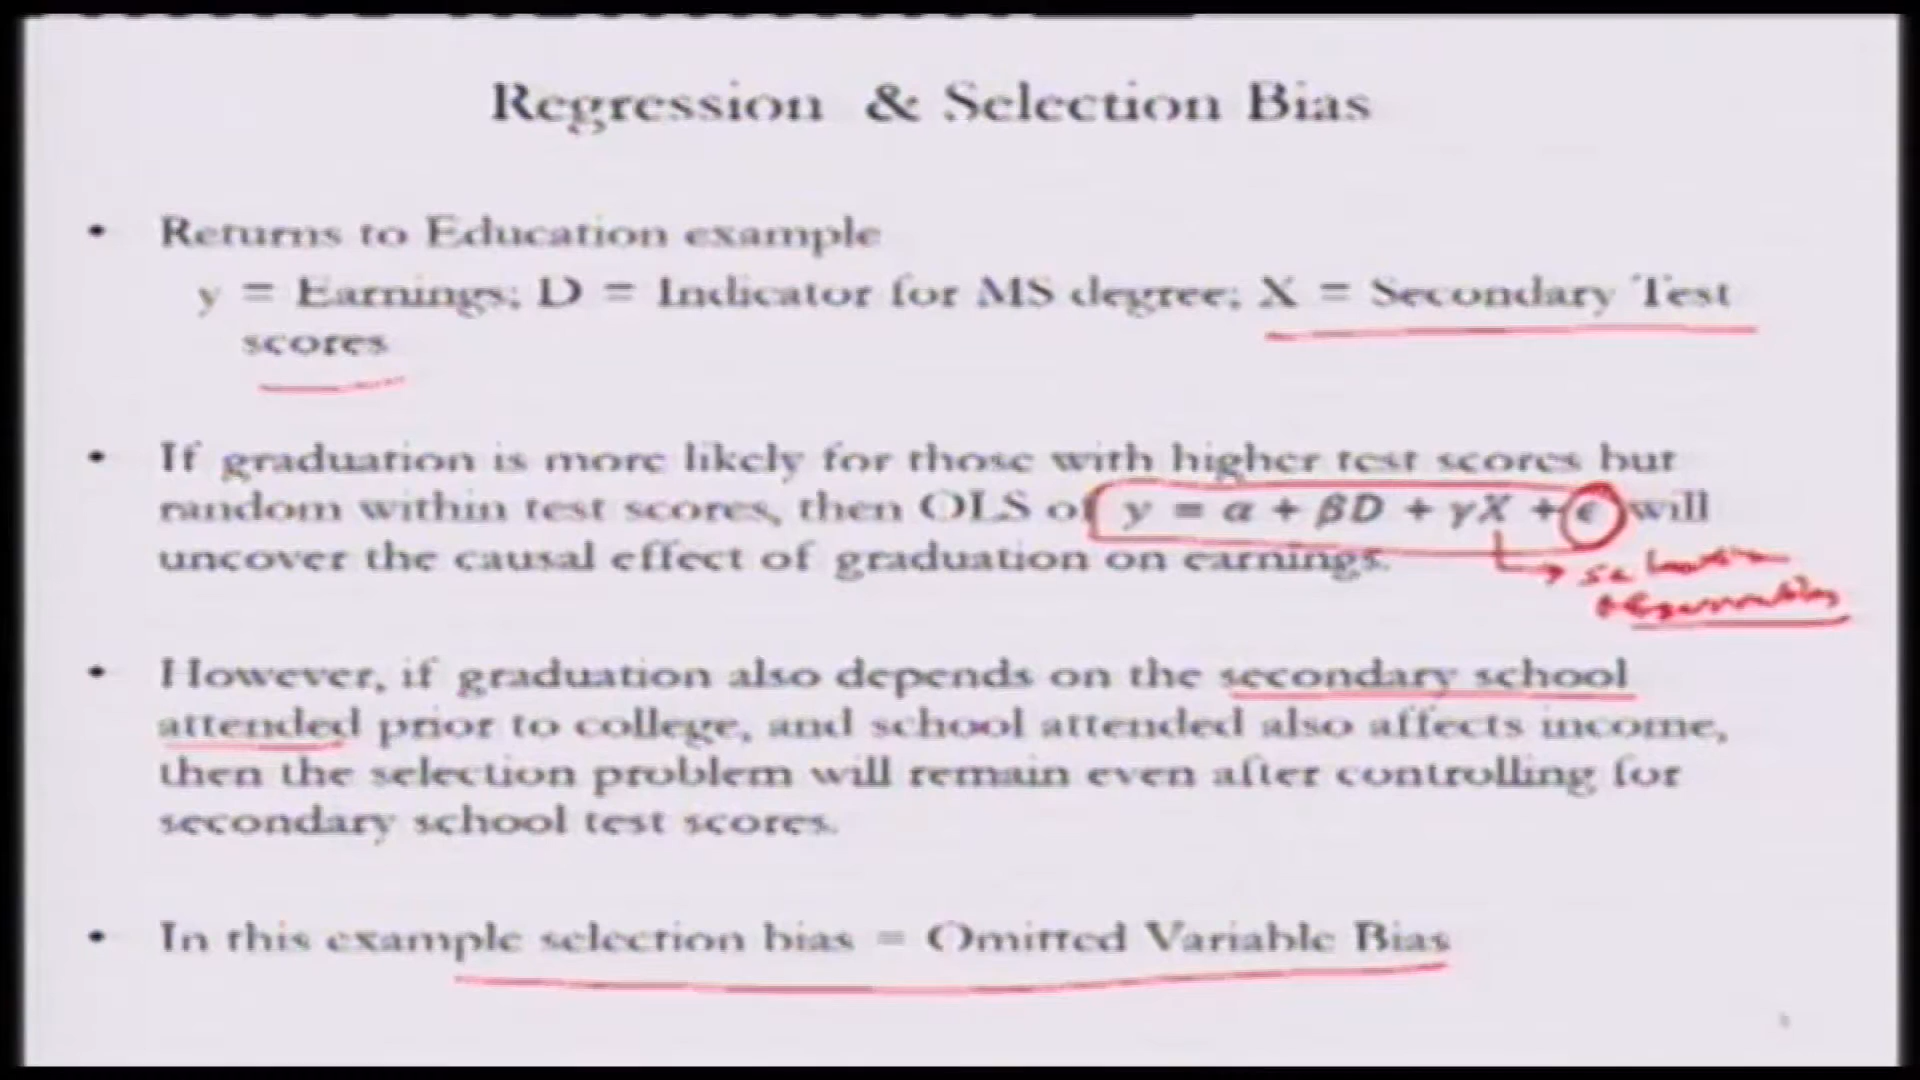 Regression & Selection Bias
• Returns to Education example
y = Earnings; D = Indicator for MS degree; X = Secondary Test
scores
• If graduation is more likely for those with higher test scores but
random within test scores, then OLS of y = α + βD + γX + ϵ will
uncover the causal effect of graduation on earnings.
• However, if graduation also depends on the secondary school
attended prior to college, and school attended also affects income,
then the selection problem will remain even after controlling for
secondary school test scores.
• In this example selection bias = Omitted Variable Bias